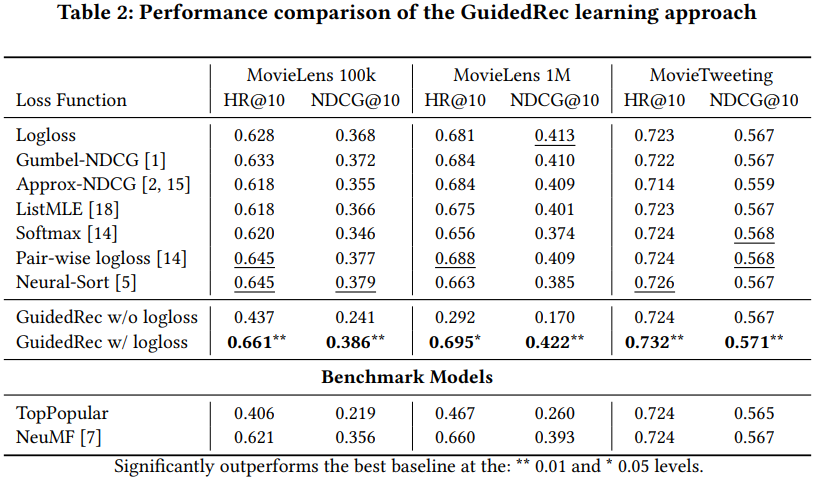 Table 2: Performance comparison of the GuidedRec learning approach
MovieLens 100k MovieLens 1M MovieTweeting
Loss Function HR@10 NDCG@10 HR@10 NDCG@10 HR@10 NDCG@10
Logloss 0.628 0.368 0.681 0.413 0.723 0.567
Gumbel-NDCG [1] 0.633 0.372 0.684 0.410 0.722 0.567
Approx-NDCG [2, 15] 0.618 0.355 0.684 0.409 0.714 0.559
ListMLE [18] 0.618 0.366 0.675 0.401 0.723 0.567
Softmax [14] 0.620 0.346 0.656 0.374 0.724 0.568
Pair-wise logloss [14] 0.645 0.377 0.688 0.409 0.724 0.568
Neural-Sort [5] 0.645 0.379 0.663 0.385 0.726 0.567
GuidedRec w/o logloss 0.437 0.241 0.292 0.170 0.724 0.567
GuidedRec w/ logloss 0.661** 0.386** 0.695* 0.422** 0.732** 0.571**
Benchmark Models
TopPopular 0.406 0.219 0.467 0.260 0.724 0.565
NeuMF [7] 0.621 0.356 0.660 0.393 0.724 0.567
Significantly outperforms the best baseline at the: ** 0.01 and * 0.05 levels.